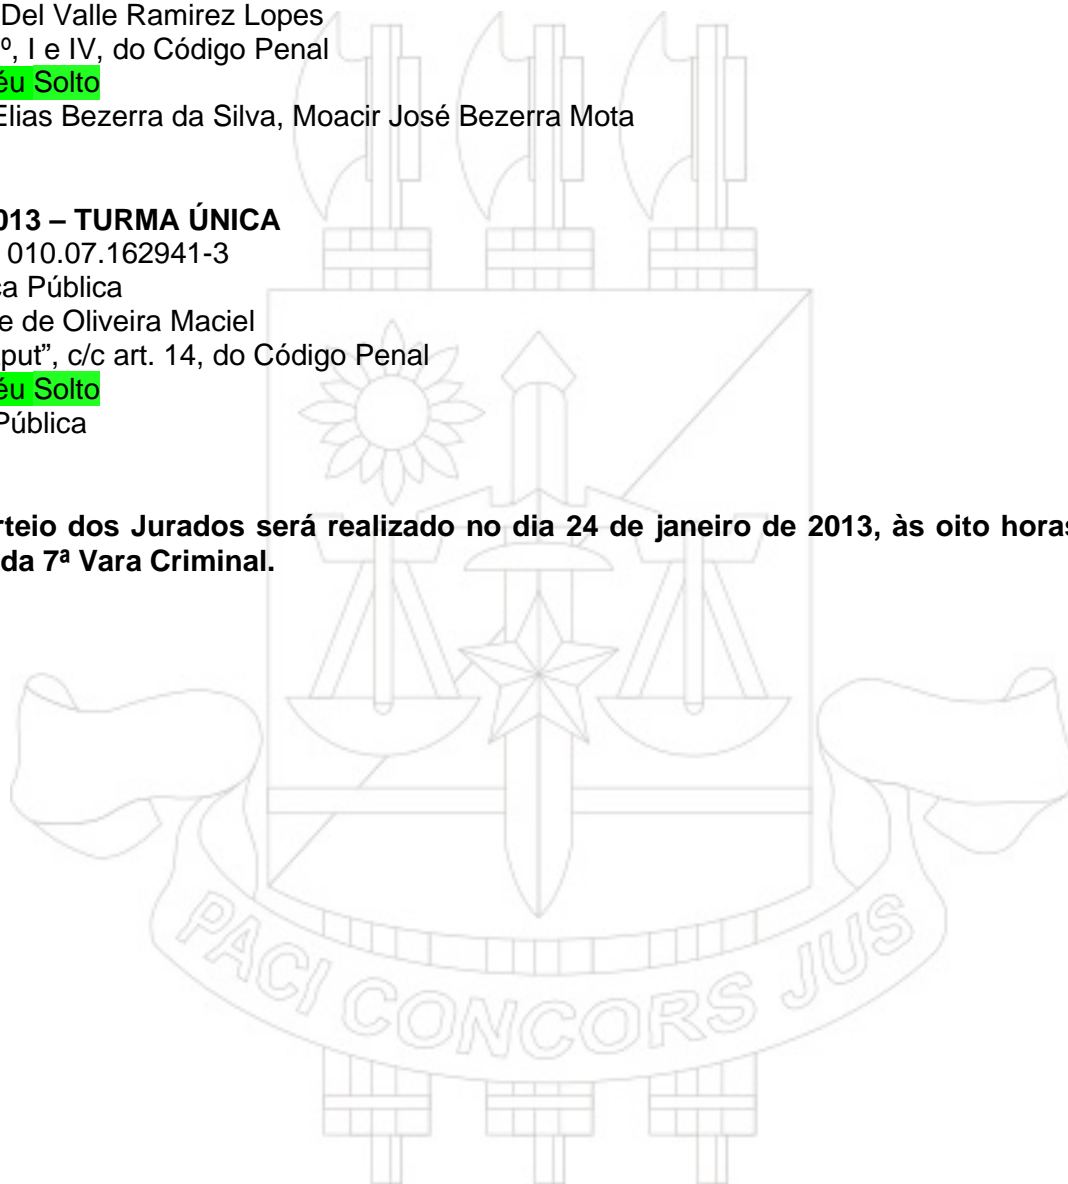 Del Valle Ramirez Lopes
º, I e IV, do Código Penal
éu Solto
Elias Bezerra da Silva, Moacir José Bezerra Mota
013 – TURMA ÚNICA
010.07.162941-3
ca Pública
e de Oliveira Maciel
put”, c/c art. 14, do Código Penal
éu Solto
Pública
rteio dos Jurados será realizado no dia 24 de janeiro de 2013, às oito horas
da 7ª Vara Criminal.
PACI CONCORS JUS